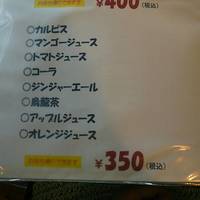 ¥400(税込)
○カルピス
○マンゴージュース
○トマトジュース
○コーラ
○ジンジャーエール
○烏龍茶
○アップルジュース
○オレンジジュース
¥350(税込)